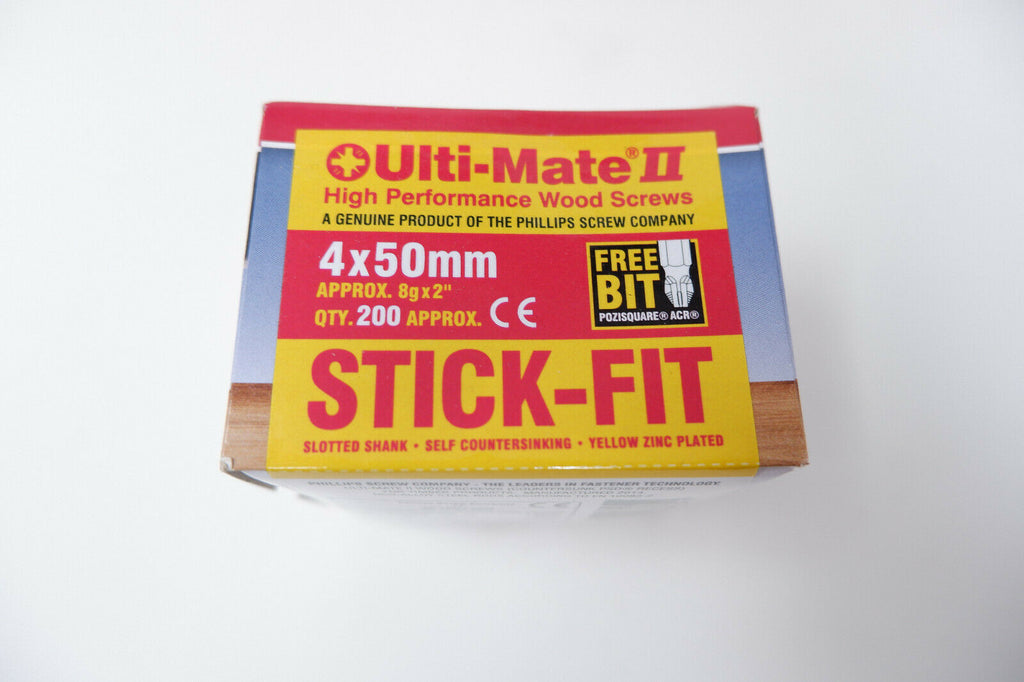 Ulti-Mate® II
High Performance Wood Screws
A GENUINE PRODUCT OF THE PHILLIPS SCREW COMPANY
4x50mm
APPROX. 8gx2"
QTY. 200 APPROX. CE
FREE
BIT
POZISQUARE® ACR®
STICK-FIT
SLOTTED SHANK • SELF COUNTERSINKING • YELLOW ZINC PLATED
PHILLIPS SCREW COMPANY - THE LEADERS IN FASTENER TECHNOLOGY